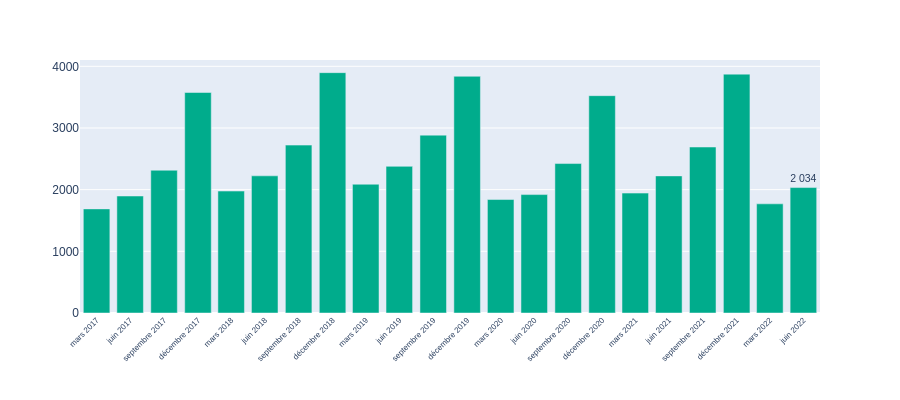 4000
3000
2000
1000
0
2 034
mars 2017
juin 2017
septembre 2017
décembre 2017
mars 2018
juin 2018
septembre 2018
décembre 2018
mars 2019
juin 2019
septembre 2019
décembre 2019
mars 2020
juin 2020
septembre 2020
décembre 2020
mars 2021
juin 2021
septembre 2021
décembre 2021
mars 2022
juin 2022